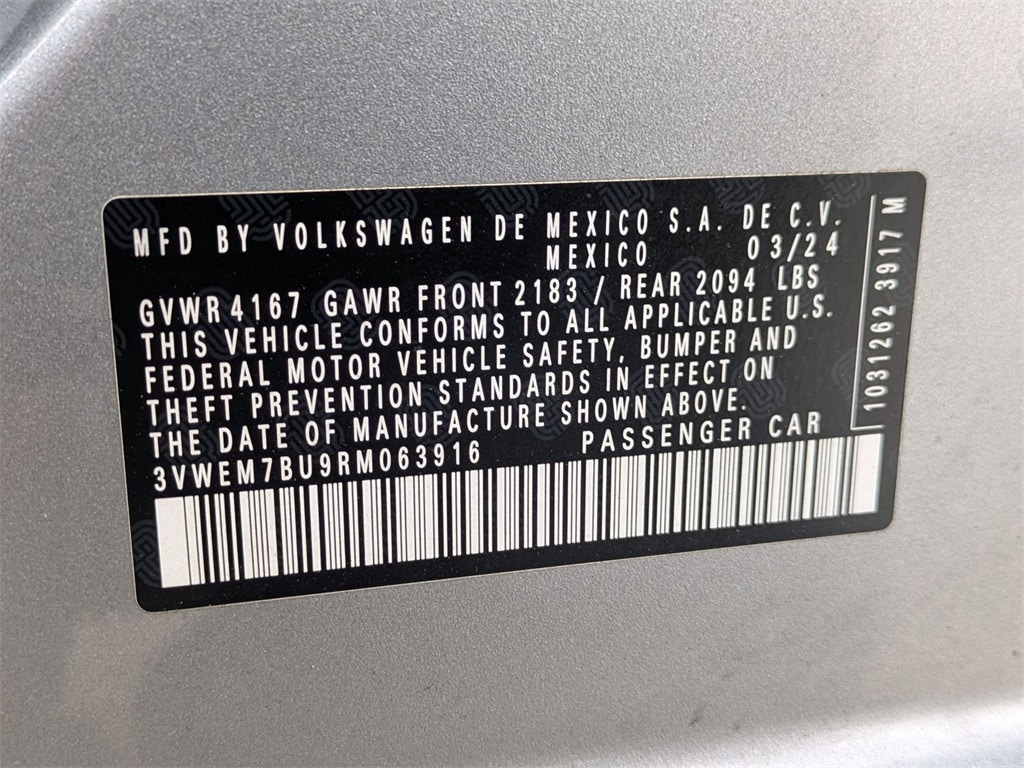 MFD BY VOLKSWAGEN DE MEXICO S.A. DE C.V.
MEXICO 03/24
GVWR 4167 GAWR FRONT 2183 / REAR 2094 LBS
THIS VEHICLE CONFORMS TO ALL APPLICABLE U.S.
FEDERAL MOTOR VEHICLE SAFETY, BUMPER AND
THEFT PREVENTION STANDARDS IN EFFECT ON
THE DATE OF MANUFACTURE SHOWN ABOVE.
3VWEM7BU9RM063916 PASSENGER CAR
1031262 3917 M